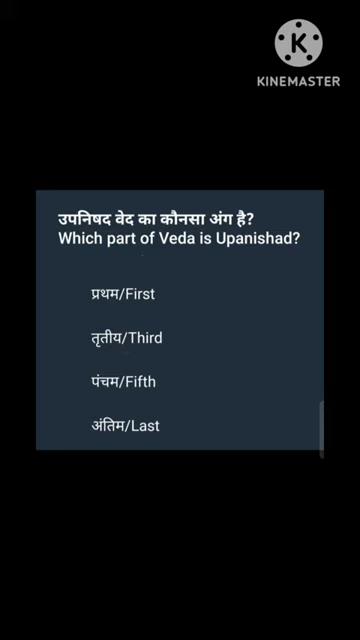 KINEMASTER
उपनिषद वेद का कौनसा अंग है?
Which part of Veda is Upanishad?
प्रथम/First
तृतीय/Third
पंचम/Fifth
अंतिम/Last